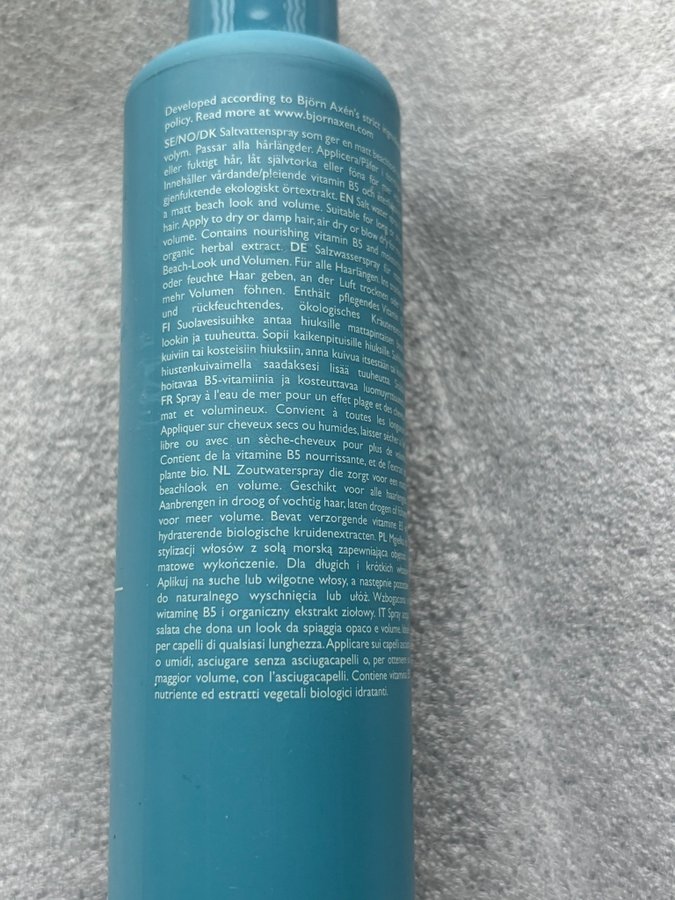 Developed according to Björn Axén's strict
policy. Read more at www.bjornaxen.com
SE/NO/DK Saltvattenspray som ger en matt
volym. Passar alla hårlängder. Applicera/Påfør i
eller fuktigt hår, låt självtorka eller föna för
Innehåller vårdande/pleiende vitamin B5 och
gjenfuktende ekologiskt örtextrakt. EN Salt water
a matt beach look and volume. Suitable for long
hair. Apply to dry or damp hair, air dry or blow dry
volume. Contains nourishing vitamin B5 and
organic herbal extract. DE Salzwasserspray für
Beach-Look und Volumen. Für alle Haarlängen. Ins
oder feuchte Haar geben, an der Luft trocknen
mehr Volumen föhnen. Enthält pflegendes
und rückfeuchtendes, ökologisches
FI Suolavesisuihke antaa hiuksille mattapintaisen
lookin ja tuuheutta. Sopii kaikenpituisille hiuksille.
kuiviin tai kosteisiin hiuksiin, anna kuivua itsestään
hiustenkuivaimella saadaksesi lisää tuuheutta.
hoitavaa B5-vitamiinia ja kosteuttavaa
FR Spray à l'eau de mer pour un effet plage et des
mat et volumineux. Convient à toutes les
Appliquer sur cheveux secs ou humides, laisser sécher à
libre ou avec un sèche-cheveux pour plus de
Contient de la vitamine B5 nourrissante, et de
plante bio. NL Zoutwaterspray die zorgt voor een
beachlook en volume. Geschikt voor alle
Aanbrengen in droog of vochtig haar, laten drogen of
voor meer volume. Bevat verzorgende vitamine
hydraterende biologische kruidenextracten. PL
stylizacji włosów z solą morską zapewniająca
matowe wykończenie. Dla długich i krótkich
Aplikuj na suche lub wilgotne włosy, a następnie
do naturalnego wyschnięcia lub ułóż.
witaminę B5 i organiczny ekstrakt ziołowy. IT Spray
salata che dona un look da spiaggia opaco e volume.
per capelli di qualsiasi lunghezza. Applicare sui capelli
o umidi, asciugare senza asciugacapelli o, per ottenere
maggior volume, con l'asciugacapelli. Contiene
nutriente ed estratti vegetali biologici idratanti.